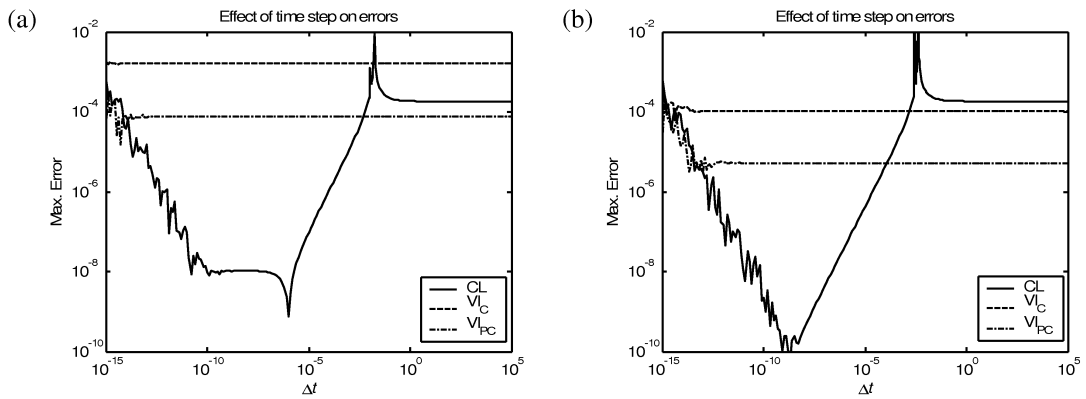 (a)
Effect of time step on errors
Max. Error
10^-2
10^-4
10^-6
10^-8
10^-10
10^-15
10^-10
10^-5
10^0
10^5
Δt
CL
VI_C
VI_PC
(b)
Effect of time step on errors
Max. Error
10^-2
10^-4
10^-6
10^-8
10^-10
10^-15
10^-10
10^-5
10^0
10^5
Δt
CL
VI_C
VI_PC